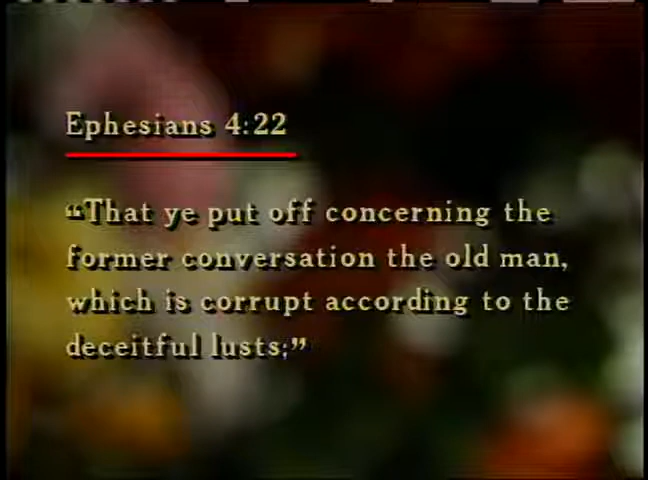 Ephesians 4:22
“That ye put off concerning the
former conversation the old man,
which is corrupt according to the
deceitful lusts;”